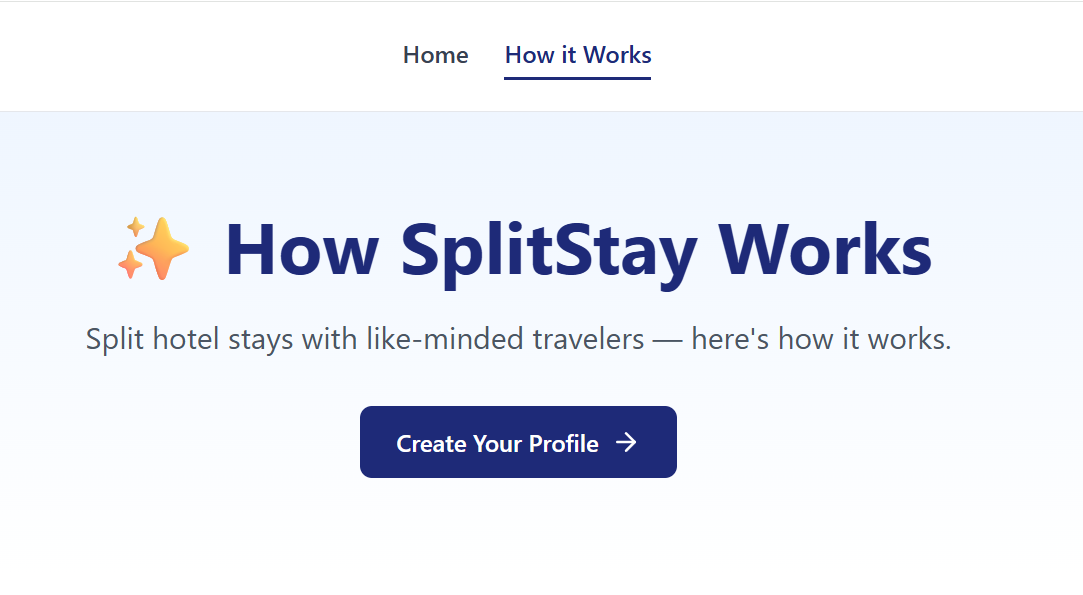 Home How it Works
✨ How SplitStay Works
Split hotel stays with like-minded travelers — here's how it works.
Create Your Profile →